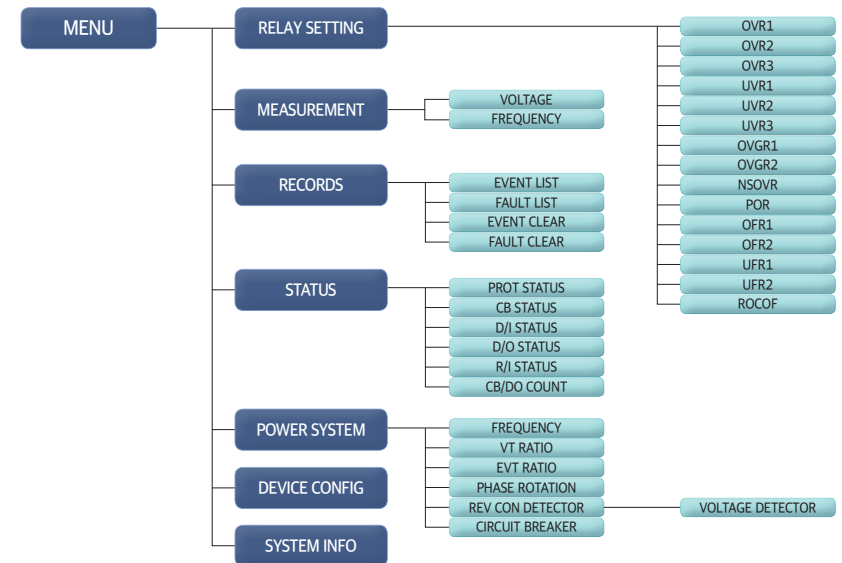 MENU
RELAY SETTING
OVR1
OVR2
OVR3
UVR1
UVR2
UVR3
OVGR1
OVGR2
NSOVR
POR
OFR1
OFR2
UFR1
UFR2
ROCOF
MEASUREMENT
VOLTAGE
FREQUENCY
RECORDS
EVENT LIST
FAULT LIST
EVENT CLEAR
FAULT CLEAR
STATUS
PROT STATUS
CB STATUS
D/I STATUS
D/O STATUS
R/I STATUS
CB/DO COUNT
POWER SYSTEM
FREQUENCY
VT RATIO
EVT RATIO
PHASE ROTATION
REV CON DETECTOR
VOLTAGE DETECTOR
CIRCUIT BREAKER
DEVICE CONFIG
SYSTEM INFO